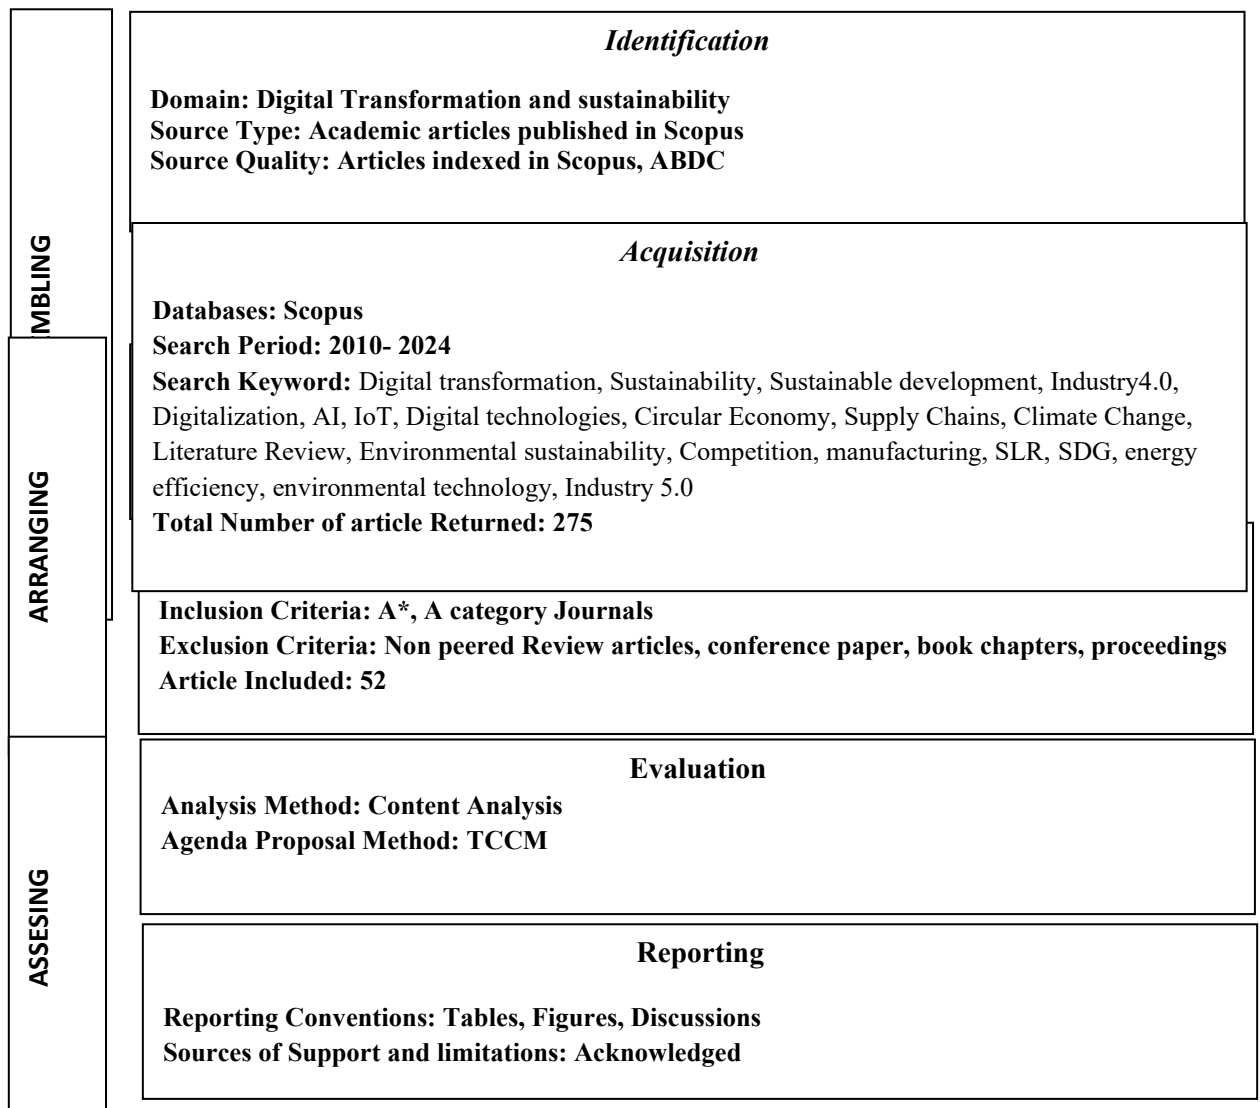 Identification
Domain: Digital Transformation and sustainability
Source Type: Academic articles published in Scopus
Source Quality: Articles indexed in Scopus, ABDC
MBLING
Acquisition
Databases: Scopus
Search Period: 2010- 2024
Search Keyword: Digital transformation, Sustainability, Sustainable development, Industry4.0,
Digitalization, AI, IoT, Digital technologies, Circular Economy, Supply Chains, Climate Change,
Literature Review, Environmental sustainability, Competition, manufacturing, SLR, SDG, energy
efficiency, environmental technology, Industry 5.0
Total Number of article Returned: 275
ARRANGING
Inclusion Criteria: A*, A category Journals
Exclusion Criteria: Non peered Review articles, conference paper, book chapters, proceedings
Article Included: 52
Evaluation
Analysis Method: Content Analysis
Agenda Proposal Method: TCCM
ASSESING
Reporting
Reporting Conventions: Tables, Figures, Discussions
Sources of Support and limitations: Acknowledged